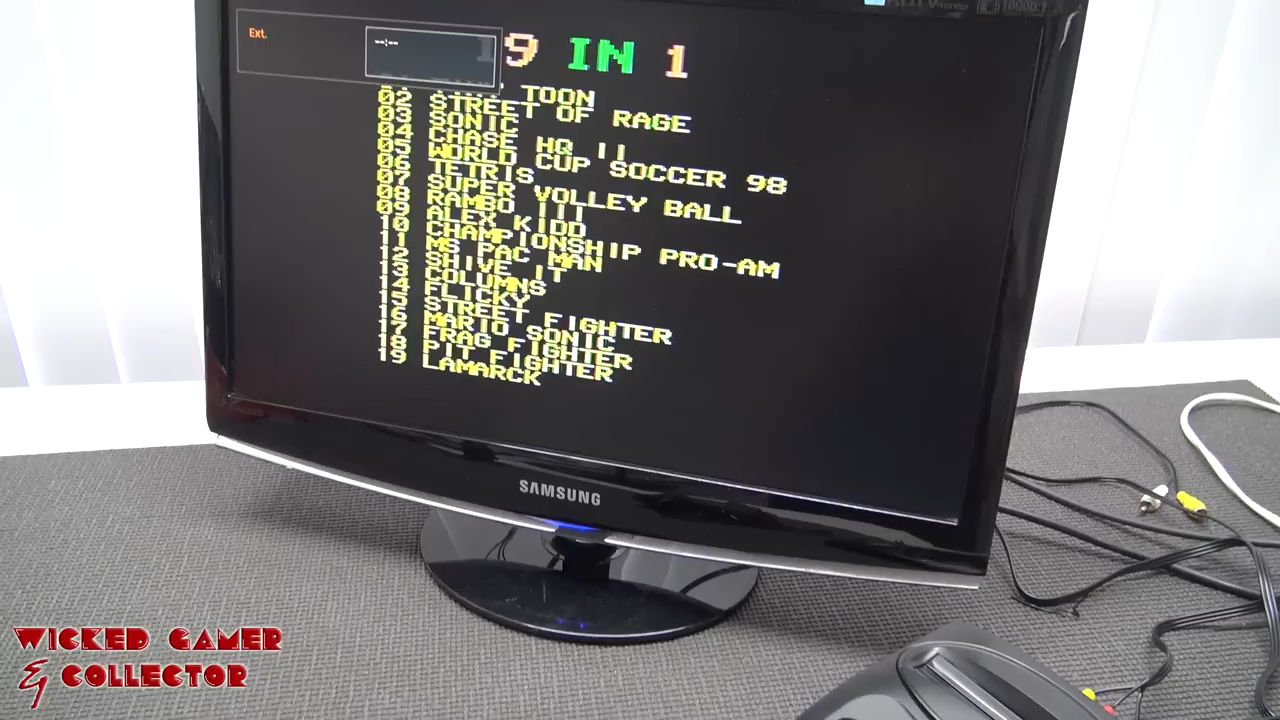 Ext.
--:--
19 IN 1
TOON
02 STREET OF RAGE
03 SONIC
04 CHASE HQ II
05 WORLD CUP SOCCER 98
06 TETRIS
07 SUPER VOLLEY BALL
08 RAMBO III
09 ALEX KIDD
10 CHAMPIONSHIP PRO-AM
11 MS PAC MAN
12 SHIVE IT
13 COLUMNS
14 FLICKY
15 STREET FIGHTER
16 MARIO SONIC
17 FRAG FIGHTER
18 PIT FIGHTER
19 LAMARCK
SAMSUNG
WICKED GAMER
& COLLECTOR